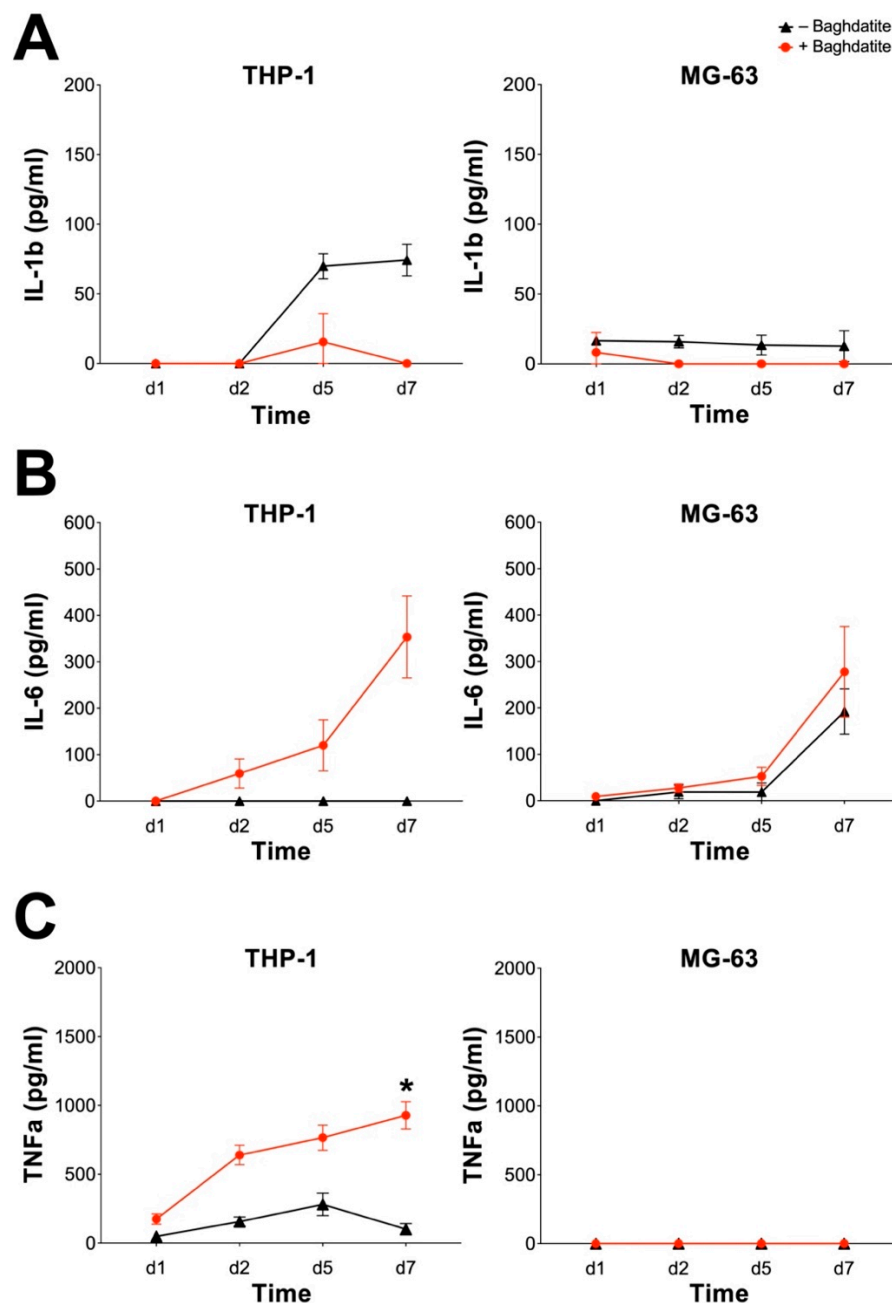 A
– Baghdatite
+ Baghdatite
THP-1
MG-63
200
150
100
50
0
IL-1b (pg/ml)
d1 d2 d5 d7
Time
200
150
100
50
0
IL-1b (pg/ml)
d1 d2 d5 d7
Time
B
THP-1
MG-63
600
500
400
300
200
100
0
IL-6 (pg/ml)
d1 d2 d5 d7
Time
600
500
400
300
200
100
0
IL-6 (pg/ml)
d1 d2 d5 d7
Time
C
THP-1
MG-63
2000
1500
1000
500
0
TNFa (pg/ml)
*
d1 d2 d5 d7
Time
2000
1500
1000
500
0
TNFa (pg/ml)
d1 d2 d5 d7
Time